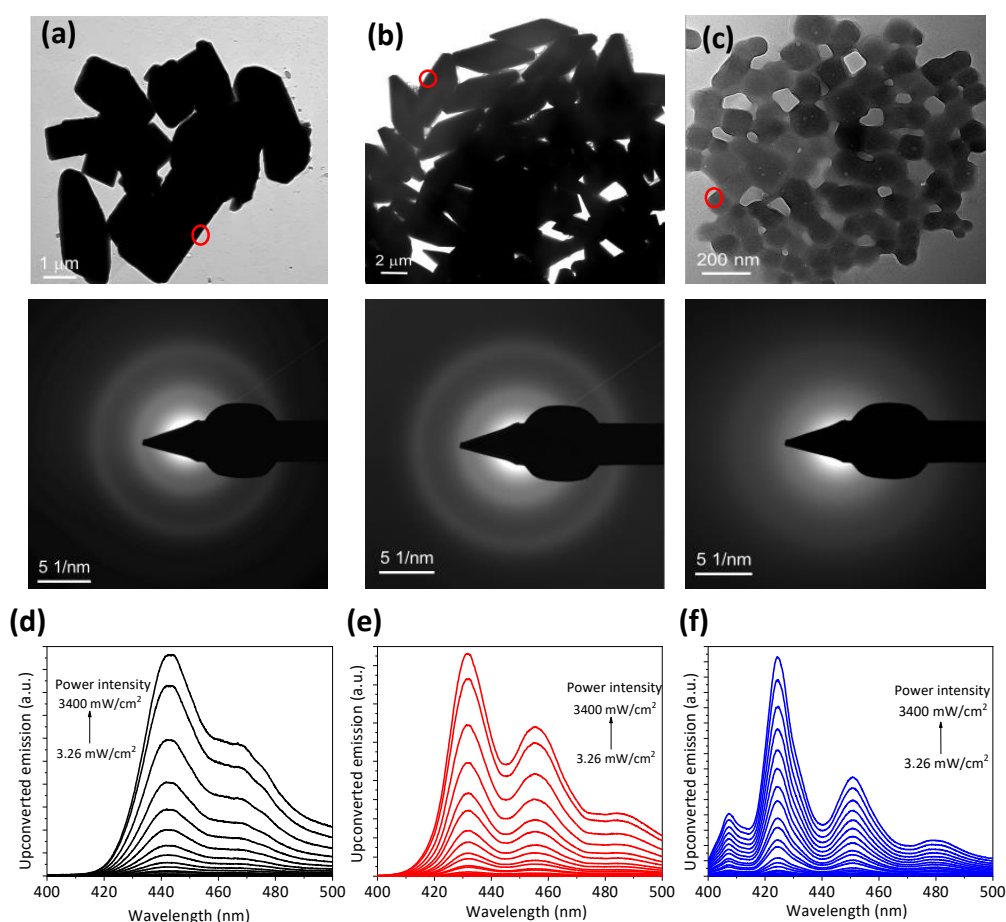 (a)
(b)
(c)
1 μm
2 μm
200 nm
5 1/nm
5 1/nm
5 1/nm
(d)
(e)
(f)
Upconverted emission (a.u.)
Power intensity
3400 mW/cm²
3.26 mW/cm²
400 420 440 460 480 500
Wavelength (nm)
Upconverted emission (a.u.)
Power intensity
3400 mW/cm²
3.26 mW/cm²
400 420 440 460 480 500
Wavelength (nm)
Upconverted emission (a.u.)
Power intensity
3400 mW/cm²
3.26 mW/cm²
400 420 440 460 480 500
Wavelength (nm)